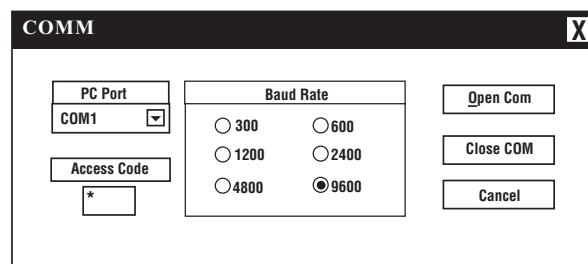 COMM X
PC Port
COM1
Access Code
*
Baud Rate
300 600
1200 2400
4800 9600
Open Com
Close COM
Cancel